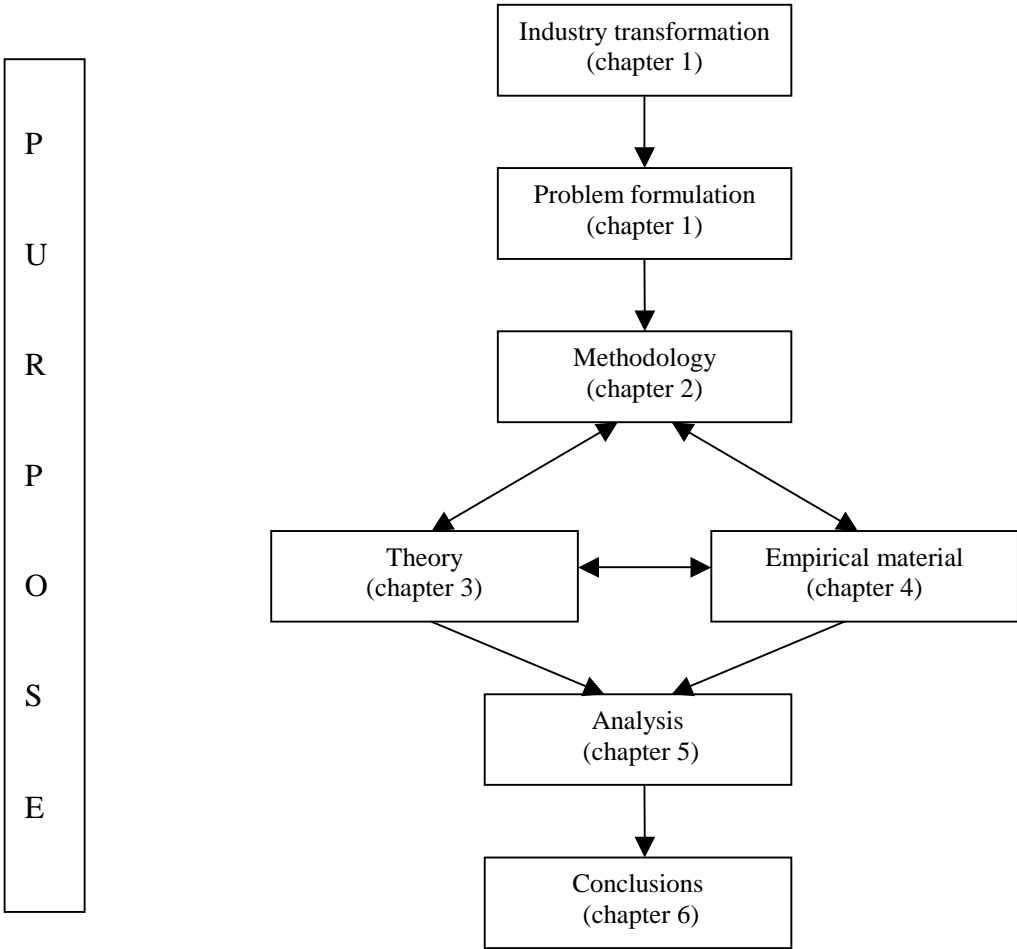 P
U
R
P
O
S
E
Industry transformation
(chapter 1)
Problem formulation
(chapter 1)
Methodology
(chapter 2)
Theory
(chapter 3)
Empirical material
(chapter 4)
Analysis
(chapter 5)
Conclusions
(chapter 6)